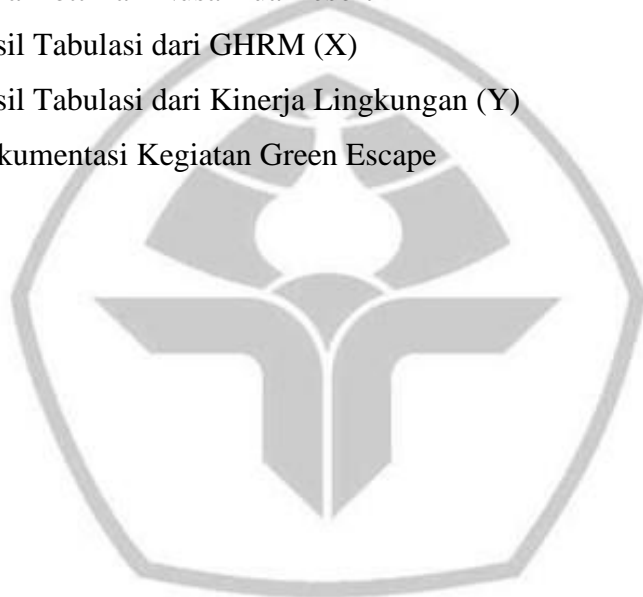 sil Tabulasi dari GHRM (X)
sil Tabulasi dari Kinerja Lingkungan (Y)
kumentasi Kegiatan Green Escape